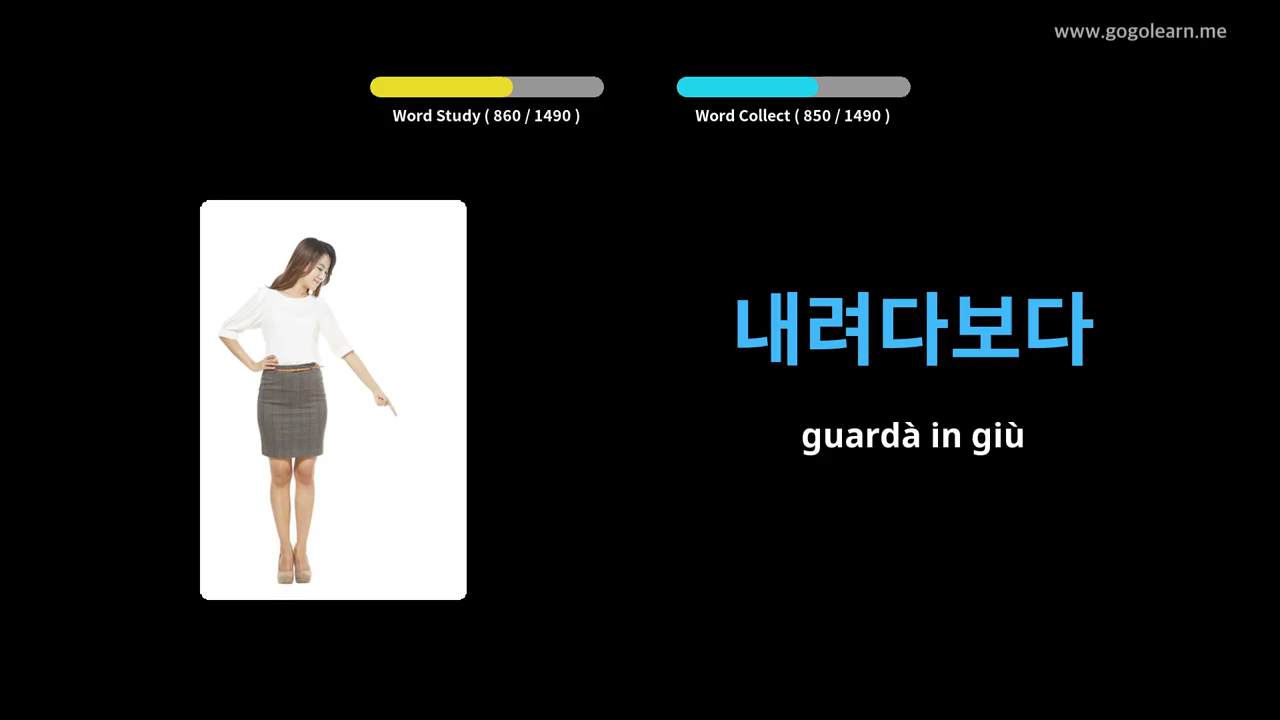 www.gogolearn.me
Word Study ( 860 / 1490 )
Word Collect ( 850 / 1490 )
내려다보다
guardà in giù